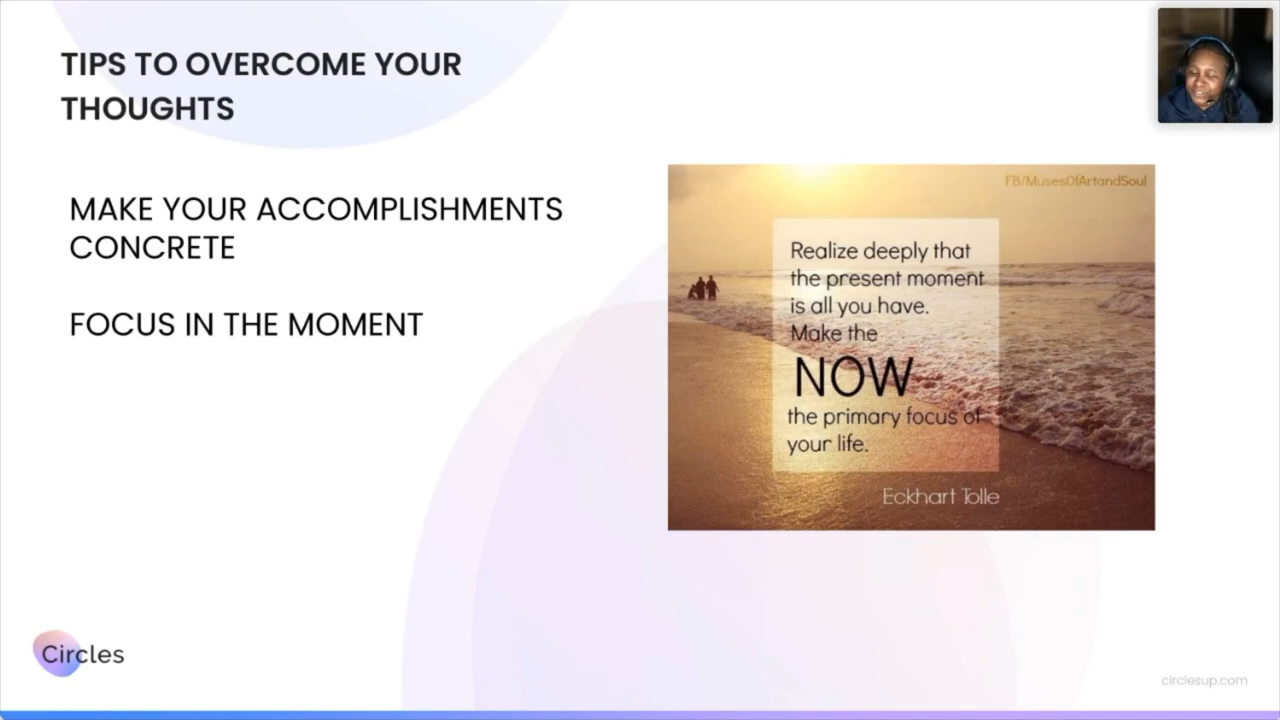 TIPS TO OVERCOME YOUR
THOUGHTS
MAKE YOUR ACCOMPLISHMENTS
CONCRETE
FOCUS IN THE MOMENT
FB/MusesOfArtandSoul
Realize deeply that
the present moment
is all you have.
Make the
NOW
the primary focus of
your life.
Eckhart Tolle
Circles
circlesup.com